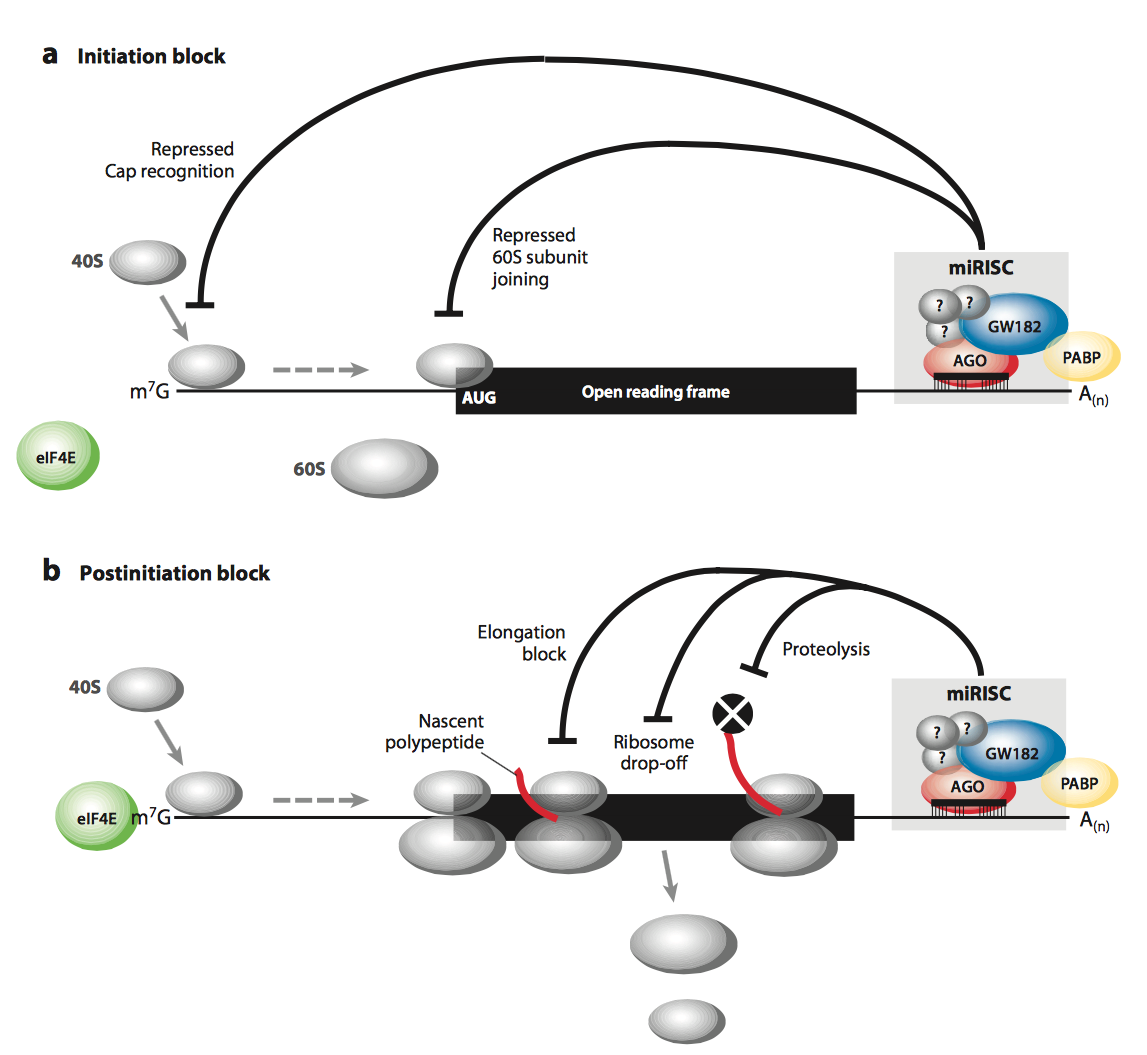 a Initiation block
Repressed
Cap recognition
Repressed
60S subunit
joining
40S
miRISC
?
?
?
GW182
AGO
PABP
m⁷G
AUG
Open reading frame
A(n)
eIF4E
60S
b Postinitiation block
Elongation
block
Proteolysis
40S
miRISC
Nascent
polypeptide
Ribosome
drop-off
?
?
?
GW182
AGO
PABP
eIF4E
m⁷G
A(n)